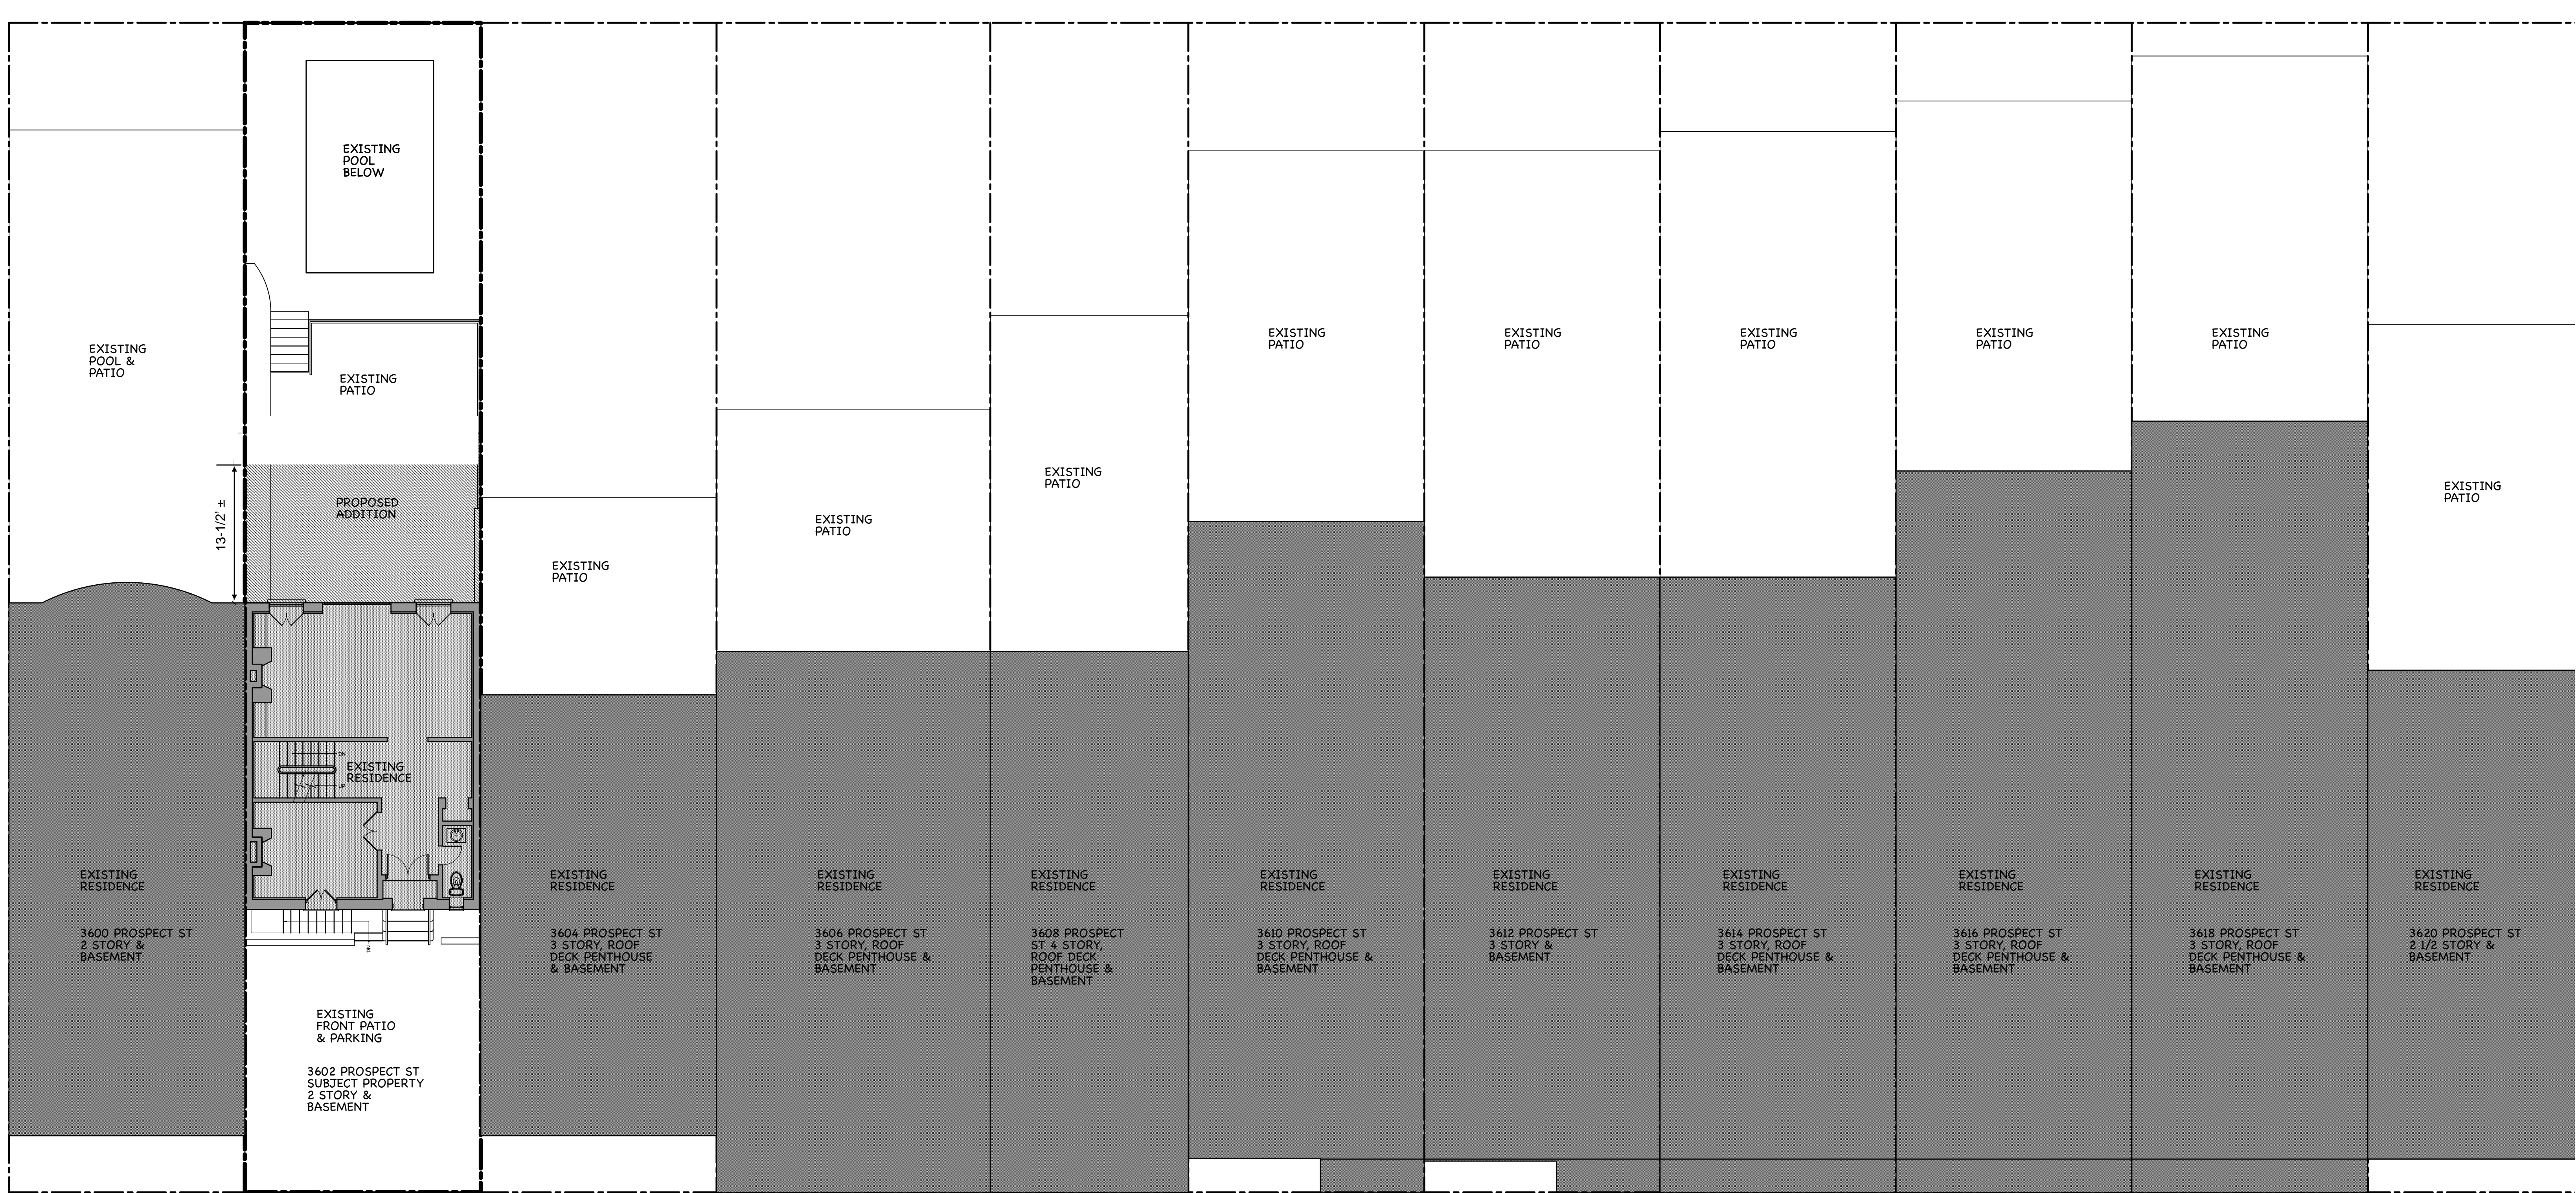 EXISTING
POOL
BELOW
EXISTING
POOL &
PATIO
EXISTING
PATIO
EXISTING
PATIO
EXISTING
PATIO
EXISTING
PATIO
EXISTING
PATIO
EXISTING
PATIO
EXISTING
PATIO
EXISTING
PATIO
EXISTING
PATIO
EXISTING
PATIO
EXISTING
PATIO
13-1/2' ±
PROPOSED
ADDITION
DN
EXISTING
RESIDENCE
UP
EXISTING
RESIDENCE
3600 PROSPECT ST
2 STORY &
BASEMENT
DN
EXISTING
FRONT PATIO
& PARKING
3602 PROSPECT ST
SUBJECT PROPERTY
2 STORY &
BASEMENT
EXISTING
RESIDENCE
3604 PROSPECT ST
3 STORY, ROOF
DECK PENTHOUSE
& BASEMENT
EXISTING
RESIDENCE
3606 PROSPECT ST
3 STORY, ROOF
DECK PENTHOUSE &
BASEMENT
EXISTING
RESIDENCE
3608 PROSPECT
ST 4 STORY,
ROOF DECK
PENTHOUSE &
BASEMENT
EXISTING
RESIDENCE
3610 PROSPECT ST
3 STORY, ROOF
DECK PENTHOUSE &
BASEMENT
EXISTING
RESIDENCE
3612 PROSPECT ST
3 STORY &
BASEMENT
EXISTING
RESIDENCE
3614 PROSPECT ST
3 STORY, ROOF
DECK PENTHOUSE &
BASEMENT
EXISTING
RESIDENCE
3616 PROSPECT ST
3 STORY, ROOF
DECK PENTHOUSE &
BASEMENT
EXISTING
RESIDENCE
3618 PROSPECT ST
3 STORY, ROOF
DECK PENTHOUSE &
BASEMENT
EXISTING
RESIDENCE
3620 PROSPECT ST
2 1/2 STORY &
BASEMENT